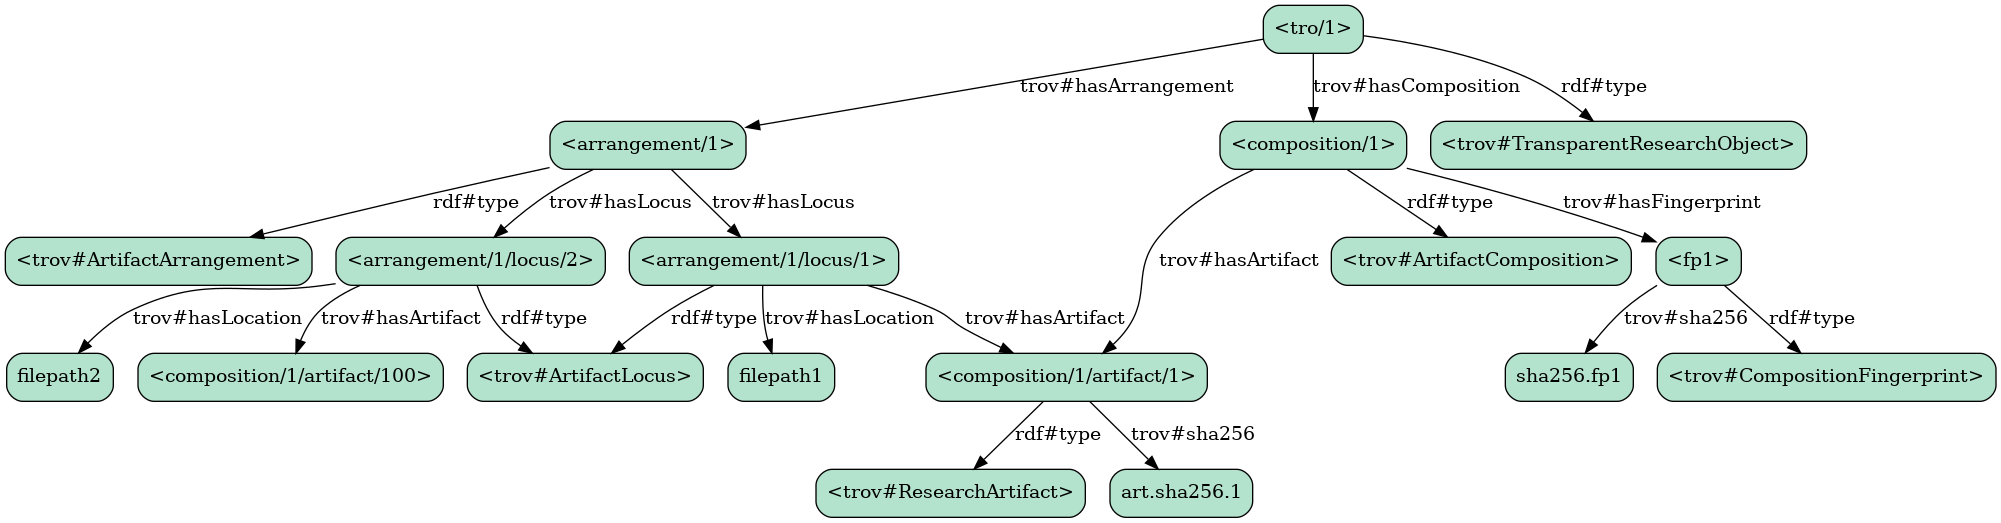 <tro/1>
trov#hasArrangement
trov#hasComposition
rdf#type
<arrangement/1>
<composition/1>
<trov#TransparentResearchObject>
rdf#type
trov#hasLocus
trov#hasLocus
rdf#type
trov#hasFingerprint
<trov#ArtifactArrangement>
<arrangement/1/locus/2>
<arrangement/1/locus/1>
trov#hasArtifact
<trov#ArtifactComposition>
<fp1>
trov#hasLocation
trov#hasArtifact
rdf#type
rdf#type
trov#hasLocation
trov#hasArtifact
trov#sha256
rdf#type
filepath2
<composition/1/artifact/100>
<trov#ArtifactLocus>
filepath1
<composition/1/artifact/1>
sha256.fp1
<trov#CompositionFingerprint>
rdf#type
trov#sha256
<trov#ResearchArtifact>
art.sha256.1